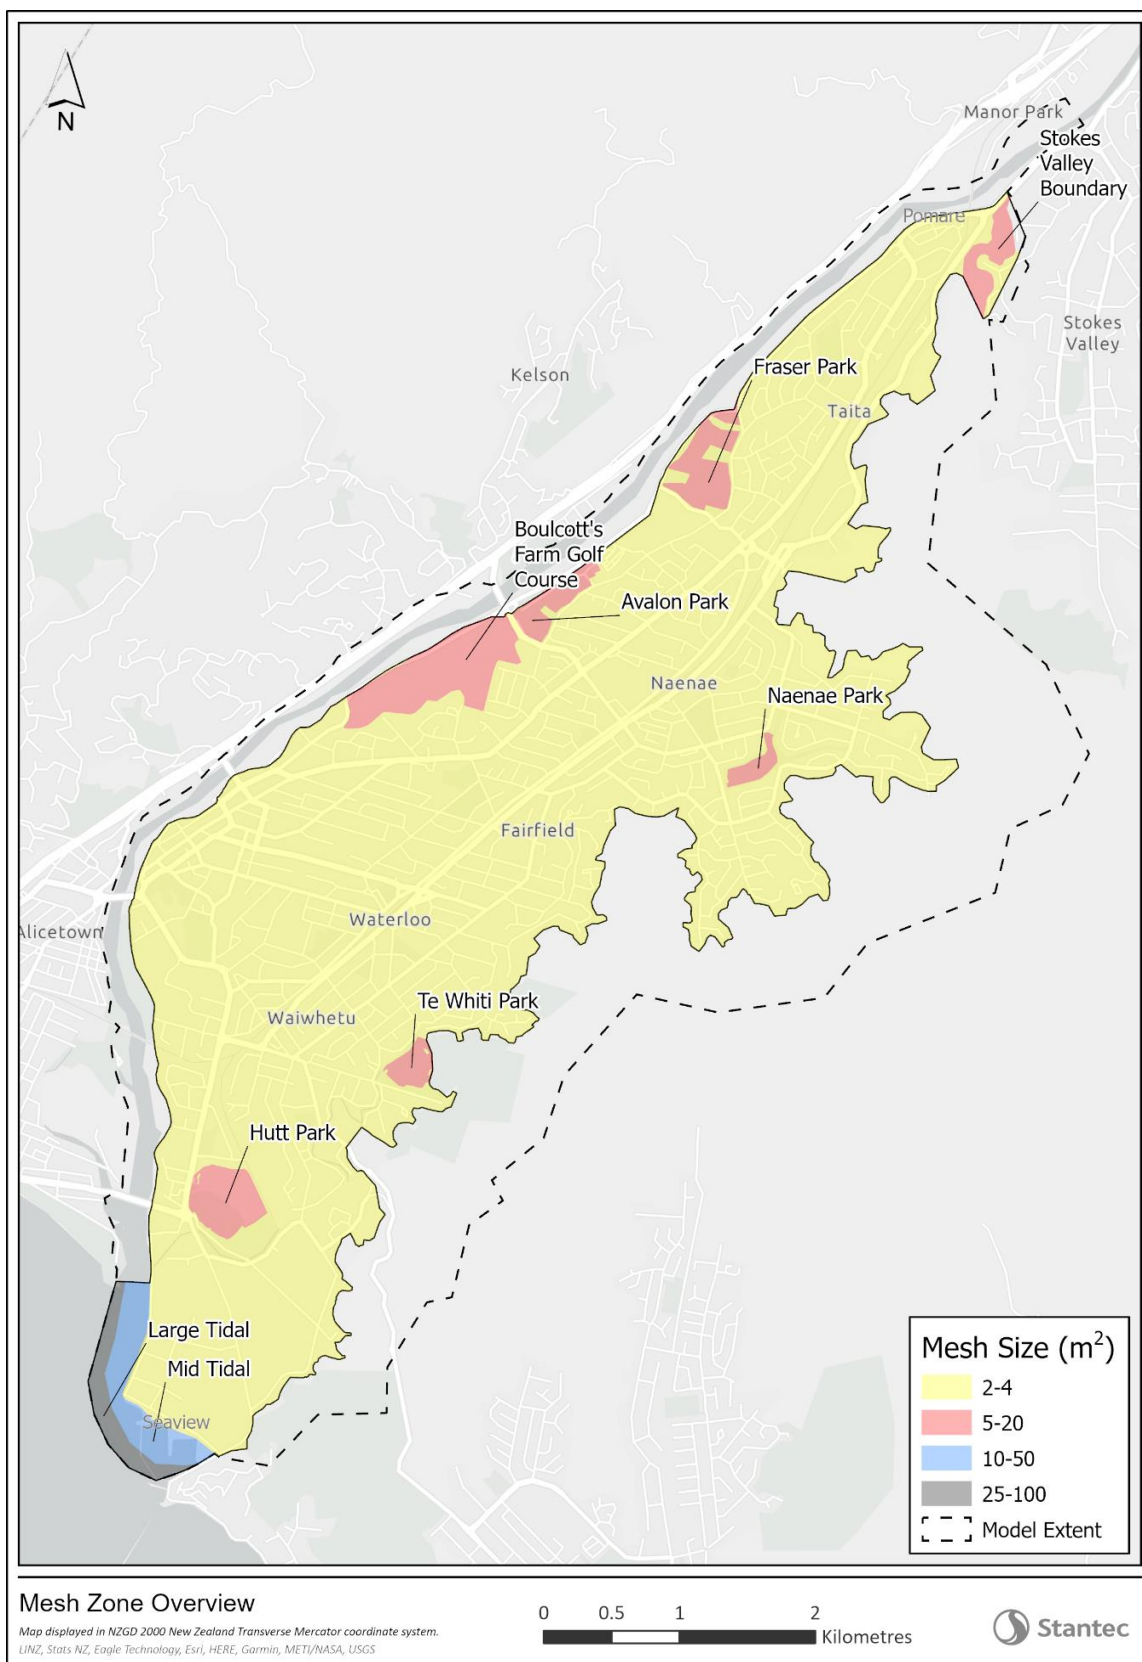 N
Manor Park
Stokes
Valley
Boundary
Pomare
Stokes
Valley
Kelson
Fraser Park
Taita
Boulcott's
Farm Golf
Course
Avalon Park
Naenae
Naenae Park
Fairfield
Waterloo
Alicetown
Te Whiti Park
Waiwhetu
Hutt Park
Large Tidal
Mid Tidal
Seaview
Mesh Size (m²)
2-4
5-20
10-50
25-100
Model Extent
Mesh Zone Overview
Map displayed in NZGD 2000 New Zealand Transverse Mercator coordinate system.
LINZ, Stats NZ, Eagle Technology, Esri, HERE, Garmin, METI/NASA, USGS
0 0.5 1 2
Kilometres
Stantec